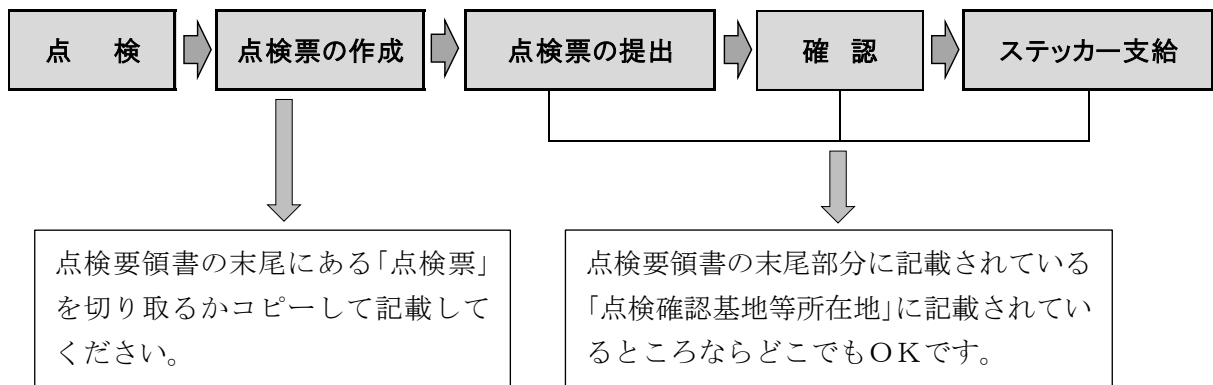 点　検
点検票の作成
点検票の提出
確　認
ステッカー支給
点検要領書の末尾にある「点検票」
を切り取るかコピーして記載して
ください。
点検要領書の末尾部分に記載されている
「点検確認基地等所在地」に記載されてい
るところならどこでもＯＫです。